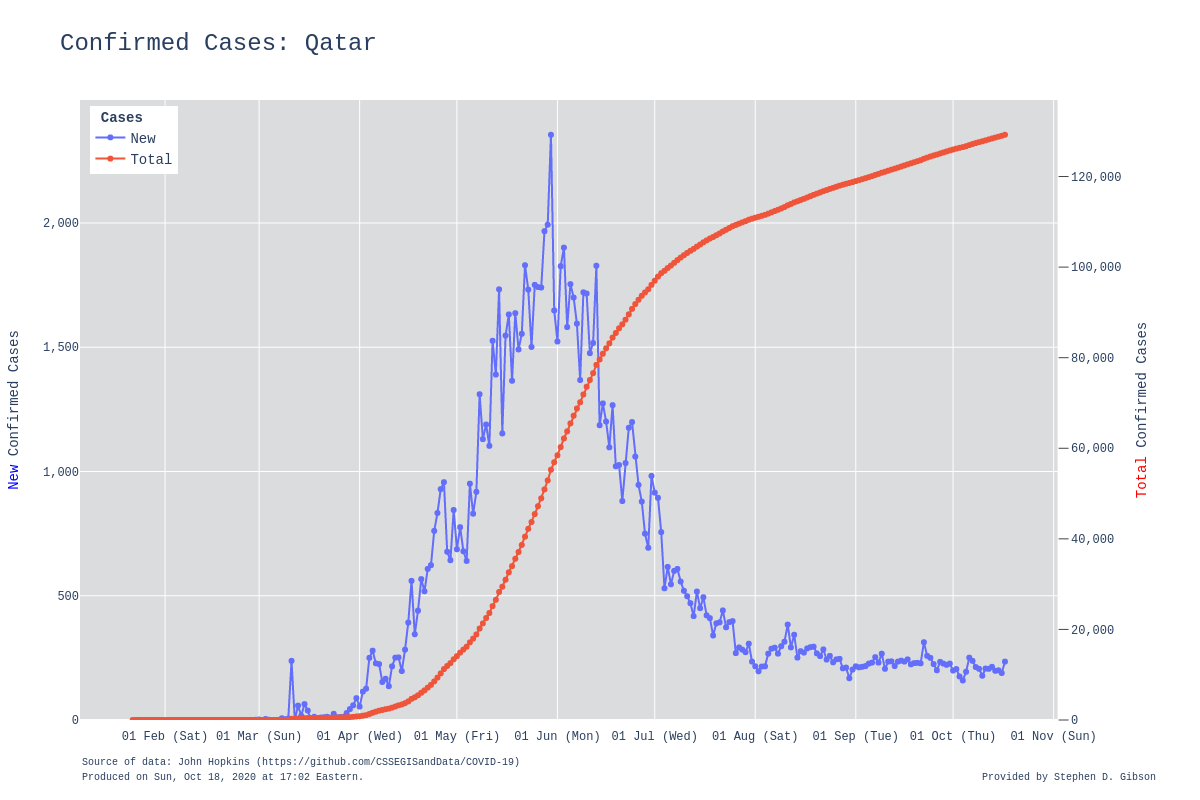 Confirmed Cases: Qatar
Cases
New
Total
2,000
1,500
1,000
500
0
New Confirmed Cases
120,000
100,000
80,000
60,000
40,000
20,000
0
Total Confirmed Cases
01 Feb (Sat) 01 Mar (Sun) 01 Apr (Wed) 01 May (Fri) 01 Jun (Mon) 01 Jul (Wed) 01 Aug (Sat) 01 Sep (Tue) 01 Oct (Thu) 01 Nov (Sun)
Source of data: John Hopkins (https://github.com/CSSEGISandData/COVID-19)
Produced on Sun, Oct 18, 2020 at 17:02 Eastern.
Provided by Stephen D. Gibson